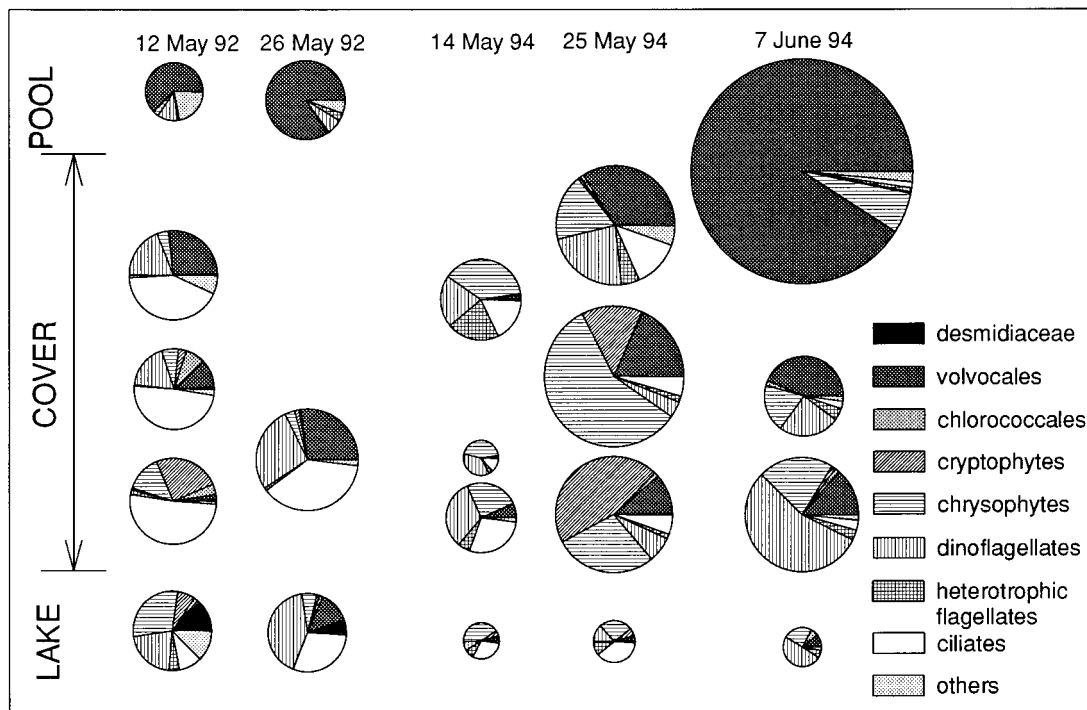 12 May 92 26 May 92 14 May 94 25 May 94 7 June 94
POOL
COVER
LAKE
desmidiaceae
volvocales
chlorococcales
cryptophytes
chrysophytes
dinoflagellates
heterotrophic
flagellates
ciliates
others